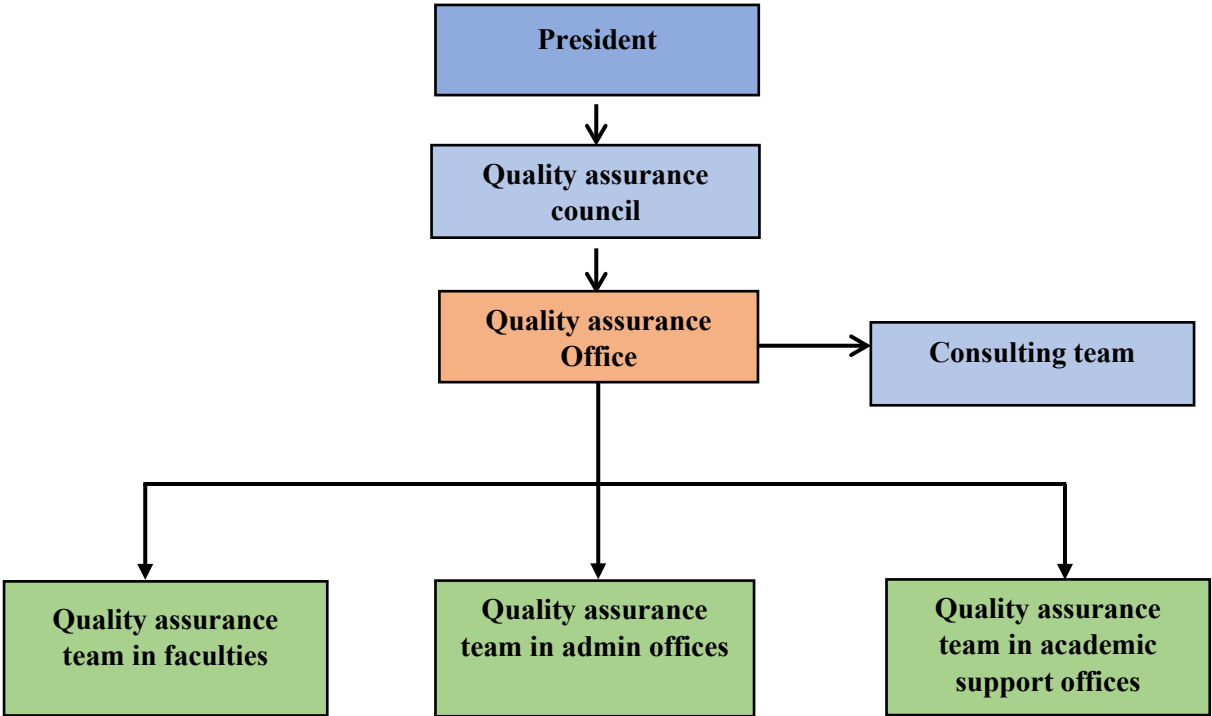 President
Quality assurance
council
Quality assurance
Office
Consulting team
Quality assurance
team in faculties
Quality assurance
team in admin offices
Quality assurance
team in academic
support offices